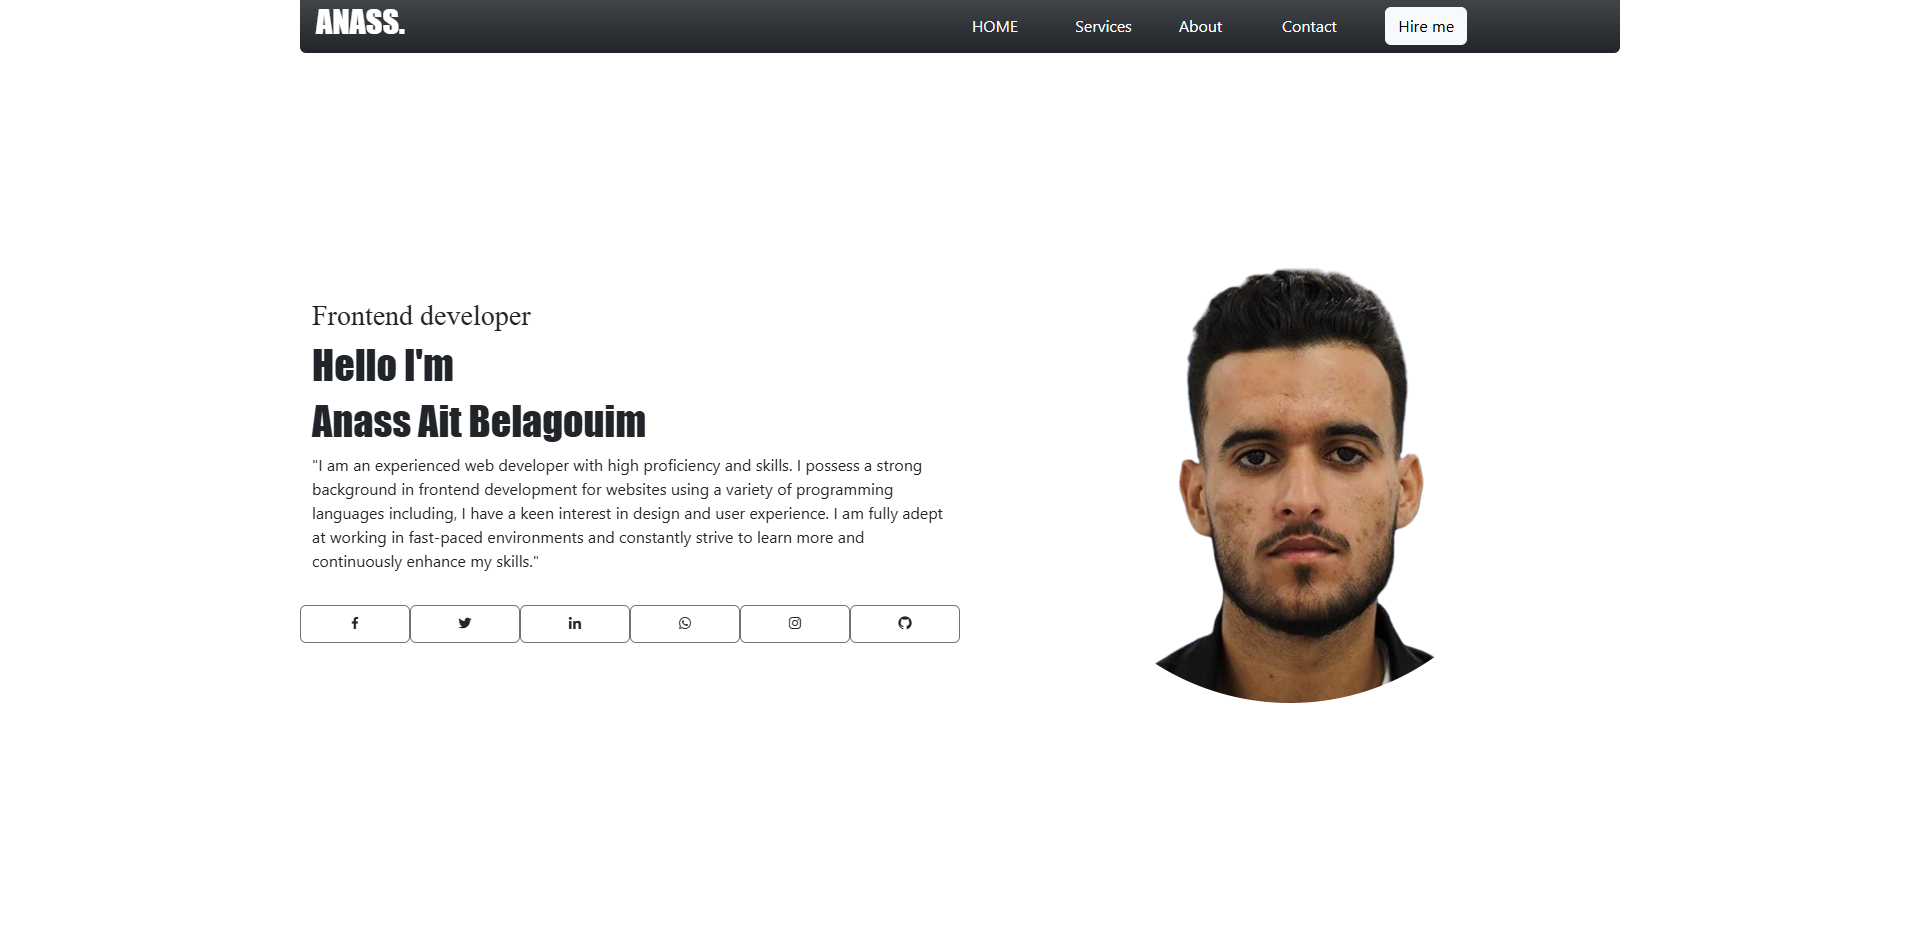 ANASS.
HOME Services About Contact Hire me
Frontend developer
Hello I'm
Anass Ait Belagouim
"I am an experienced web developer with high proficiency and skills. I possess a strong
background in frontend development for websites using a variety of programming
languages including, I have a keen interest in design and user experience. I am fully adept
at working in fast-paced environments and constantly strive to learn more and
continuously enhance my skills."